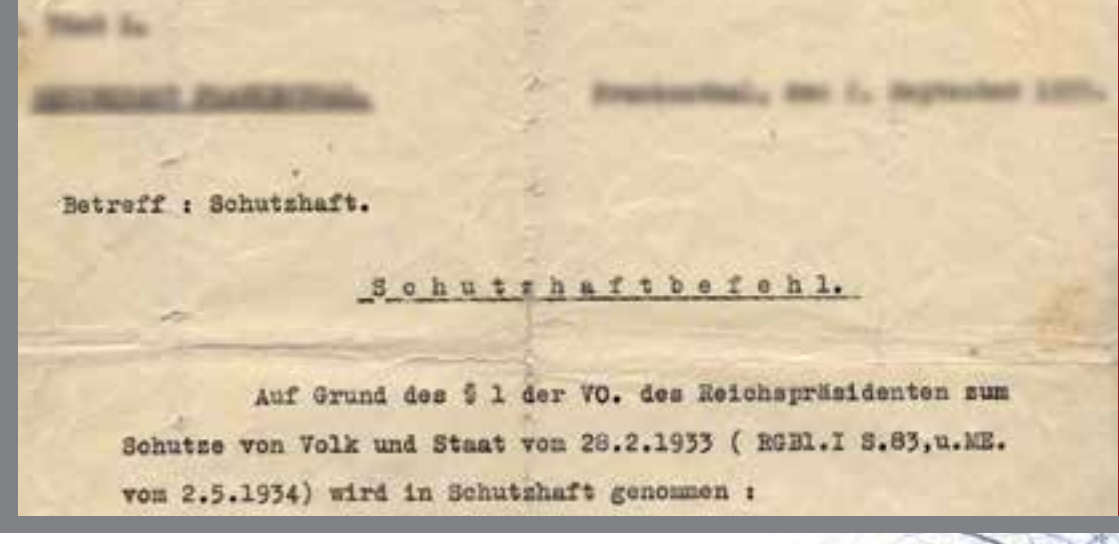 Betreff : Schutzhaft.
Schutzhaftbefehl.
Auf Grund des § 1 der VO. des Reichspräsidenten zum
Schutze von Volk und Staat vom 28.2.1933 ( RGBl.I S.83,u.ME.
vom 2.5.1934) wird in Schutzhaft genommen :